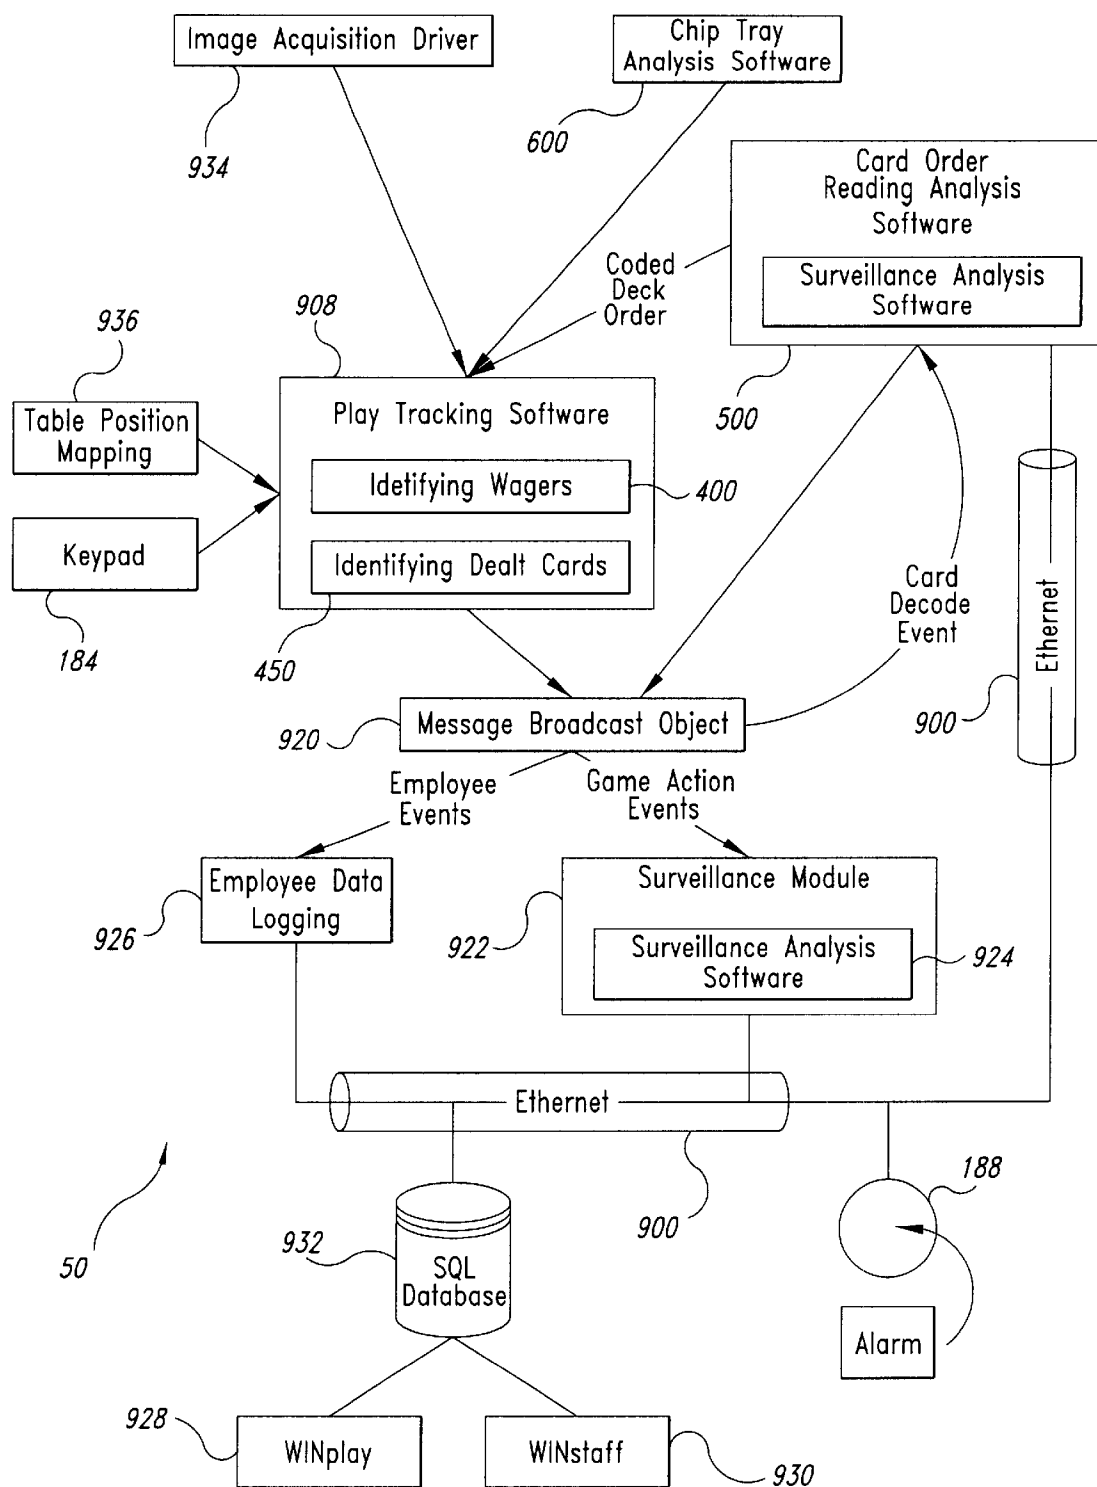 Image Acquisition Driver
934
Chip Tray
Analysis Software
600
Card Order
Reading Analysis
Software
Surveillance Analysis
Software
500
Coded
Deck
Order
936
Table Position
Mapping
Keypad
184
908
Play Tracking Software
Idetifying Wagers
400
Identifying Dealt Cards
450
Card
Decode
Event
Ethernet
900
920
Message Broadcast Object
Employee
Events
Game Action
Events
Employee Data
Logging
926
Surveillance Module
922
Surveillance Analysis
Software
924
Ethernet
900
50
932
SQL
Database
188
Alarm
928
WINplay
WINstaff
930